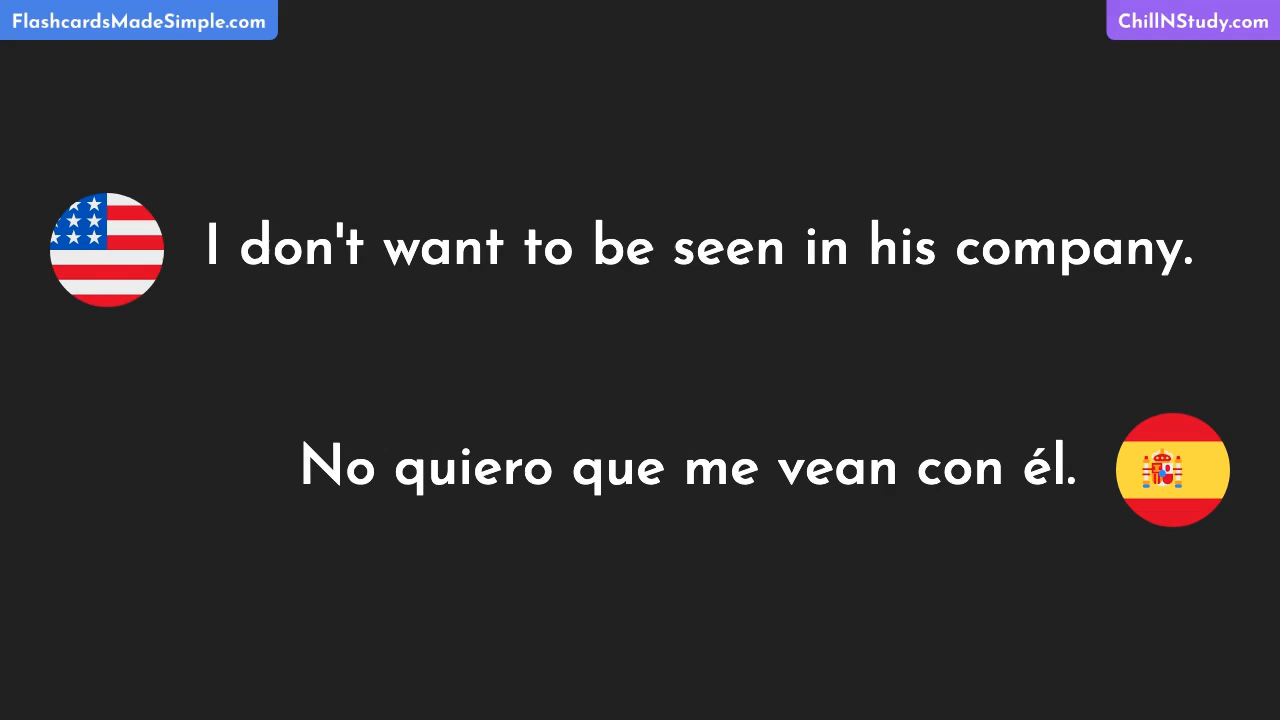 FlashcardsMadeSimple.com
ChillNStudy.com
I don't want to be seen in his company.
No quiero que me vean con él.